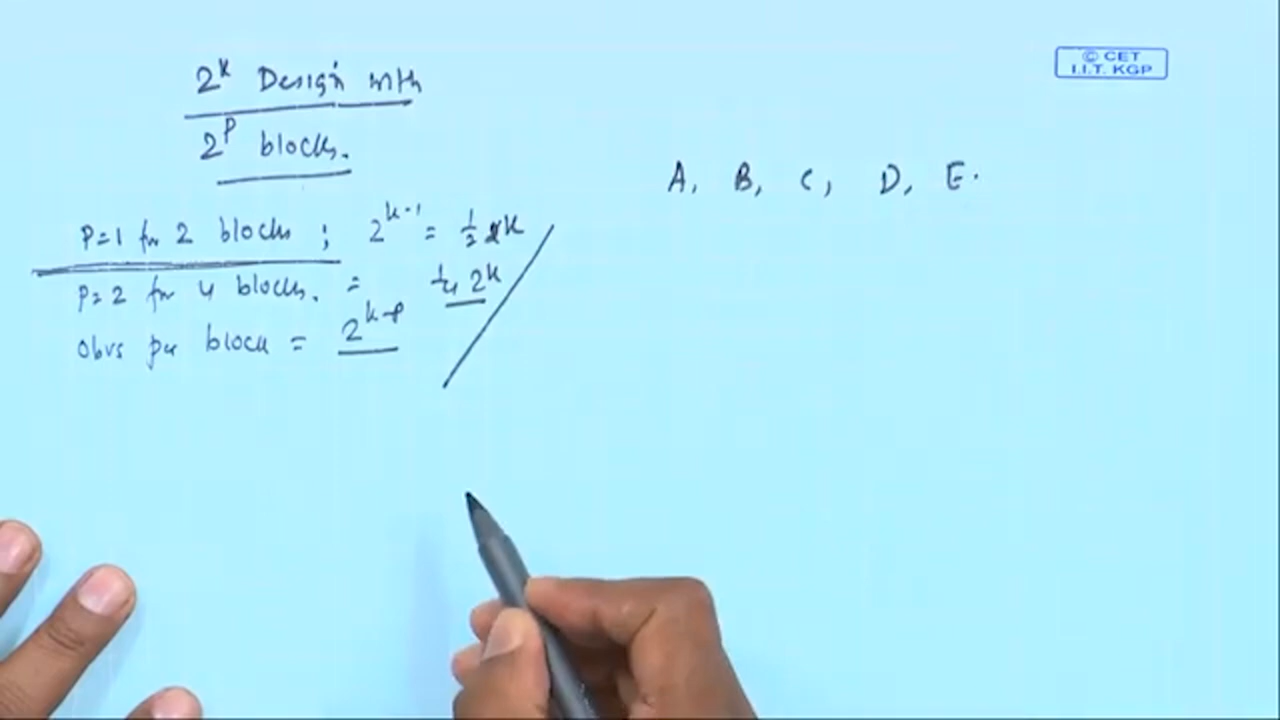 2^k Design with
2^p blocks.
P=1 for 2 blocks ; 2^{k-1} = 1/2 2^k
P=2 for 4 blocks. = 1/4 2^k
Obvs per block = 2^{k-p}
A, B, C, D, E.
© CET
I.I.T. KGP